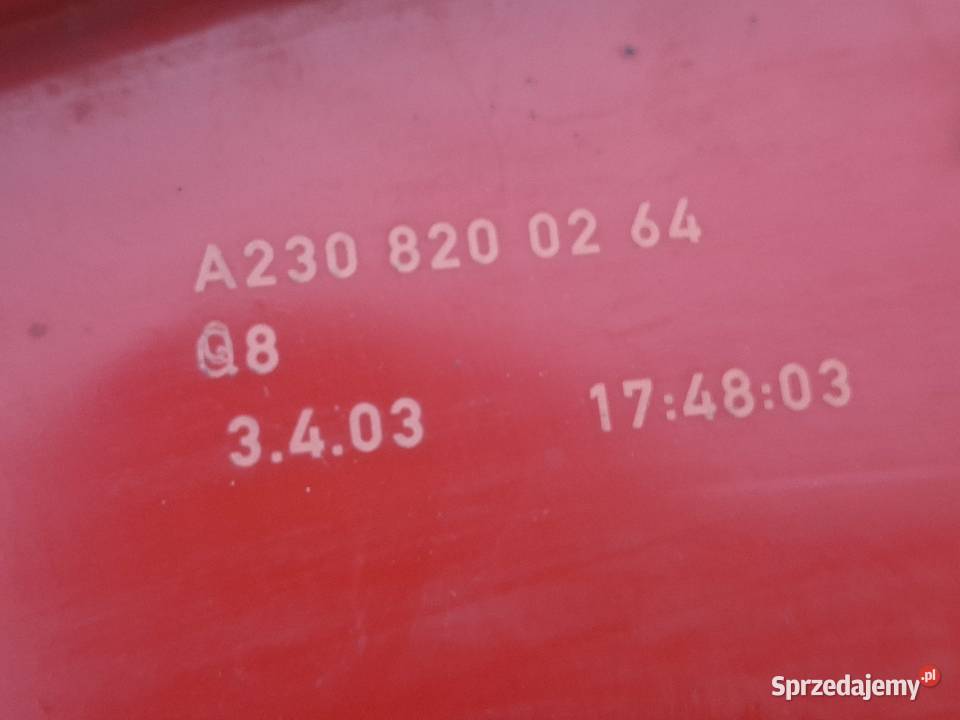 A230 820 02 64
Q8
3.4.03 17:48:03
Sprzedajemy.pl